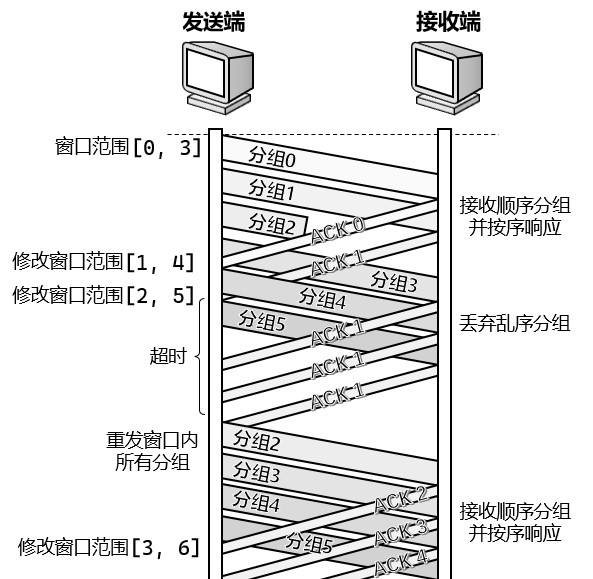 发送端
接收端
窗口范围[0, 3]
分组0
分组1
分组2
ACK 0
接收顺序分组
并按序响应
修改窗口范围[1, 4]
ACK 1
分组3
修改窗口范围[2, 5]
分组4
分组5
ACK 1
丢弃乱序分组
超时
ACK 1
ACK 1
重发窗口内
所有分组
分组2
分组3
分组4
ACK 2
接收顺序分组
并按序响应
ACK 3
修改窗口范围[3, 6]
分组5
ACK 4